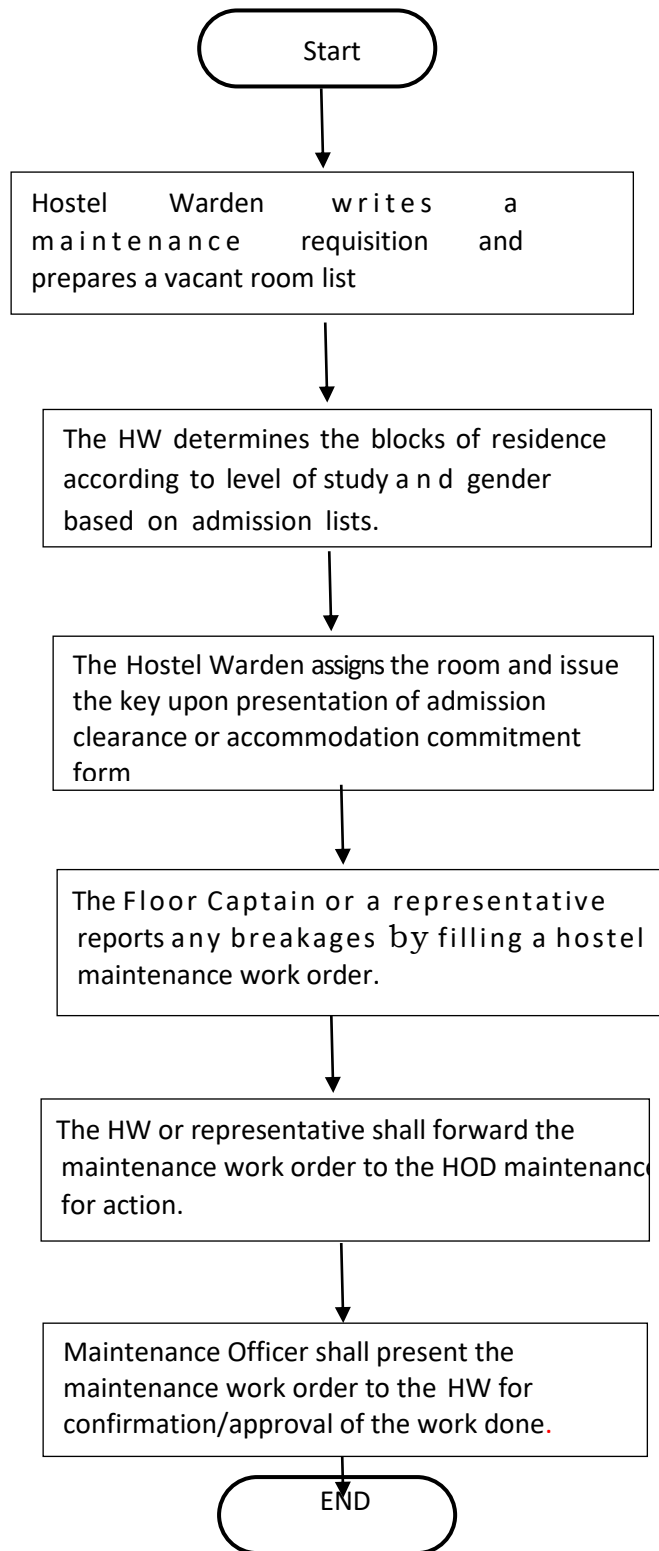 Start
Hostel Warden writes a
maintenance requisition and
prepares a vacant room list
The HW determines the blocks of residence
according to level of study and gender
based on admission lists.
The Hostel Warden assigns the room and issue
the key upon presentation of admission
clearance or accommodation commitment
form
The Floor Captain or a representative
reports any breakages by filling a hostel
maintenance work order.
The HW or representative shall forward the
maintenance work order to the HOD maintenance
for action.
Maintenance Officer shall present the
maintenance work order to the HW for
confirmation/approval of the work done.
END